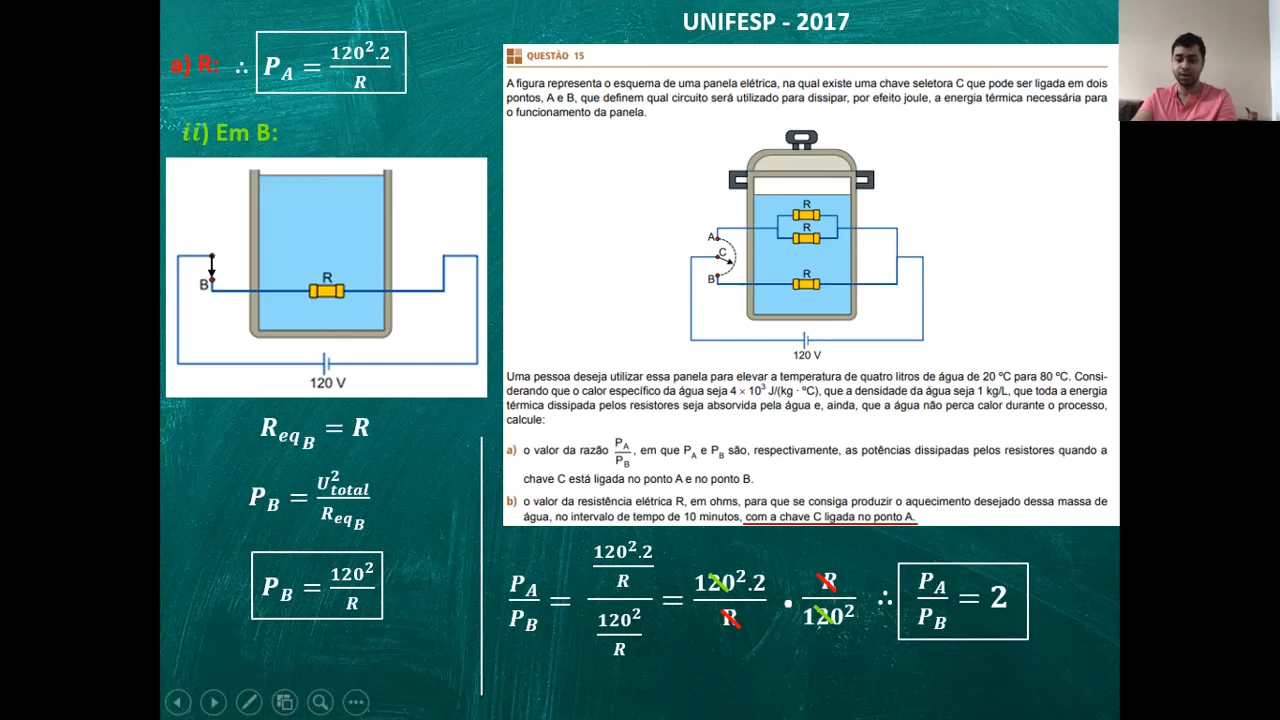 UNIFESP - 2017
a) R: ∴ P_A = 120².2 / R
ii) Em B:
B
R
120 V
R_eq_B = R
P_B = U²_total / R_eq_B
P_B = 120² / R
QUESTÃO 15
A figura representa o esquema de uma panela elétrica, na qual existe uma chave seletora C que pode ser ligada em dois
pontos, A e B, que definem qual circuito será utilizado para dissipar, por efeito joule, a energia térmica necessária para
o funcionamento da panela.
R
A
R
C
B
R
120 V
Uma pessoa deseja utilizar essa panela para elevar a temperatura de quatro litros de água de 20 ºC para 80 ºC. Consi-
derando que o calor específico da água seja 4 × 10³ J/(kg · ºC), que a densidade da água seja 1 kg/L, que toda a energia
térmica dissipada pelos resistores seja absorvida pela água e, ainda, que a água não perca calor durante o processo,
calcule:
a) o valor da razão P_A / P_B, em que P_A e P_B são, respectivamente, as potências dissipadas pelos resistores quando a
chave C está ligada no ponto A e no ponto B.
b) o valor da resistência elétrica R, em ohms, para que se consiga produzir o aquecimento desejado dessa massa de
água, no intervalo de tempo de 10 minutos, com a chave C ligada no ponto A.
P_A / P_B = (120².2 / R) / (120² / R) = 120².2 / R . R / 120² ∴ P_A / P_B = 2